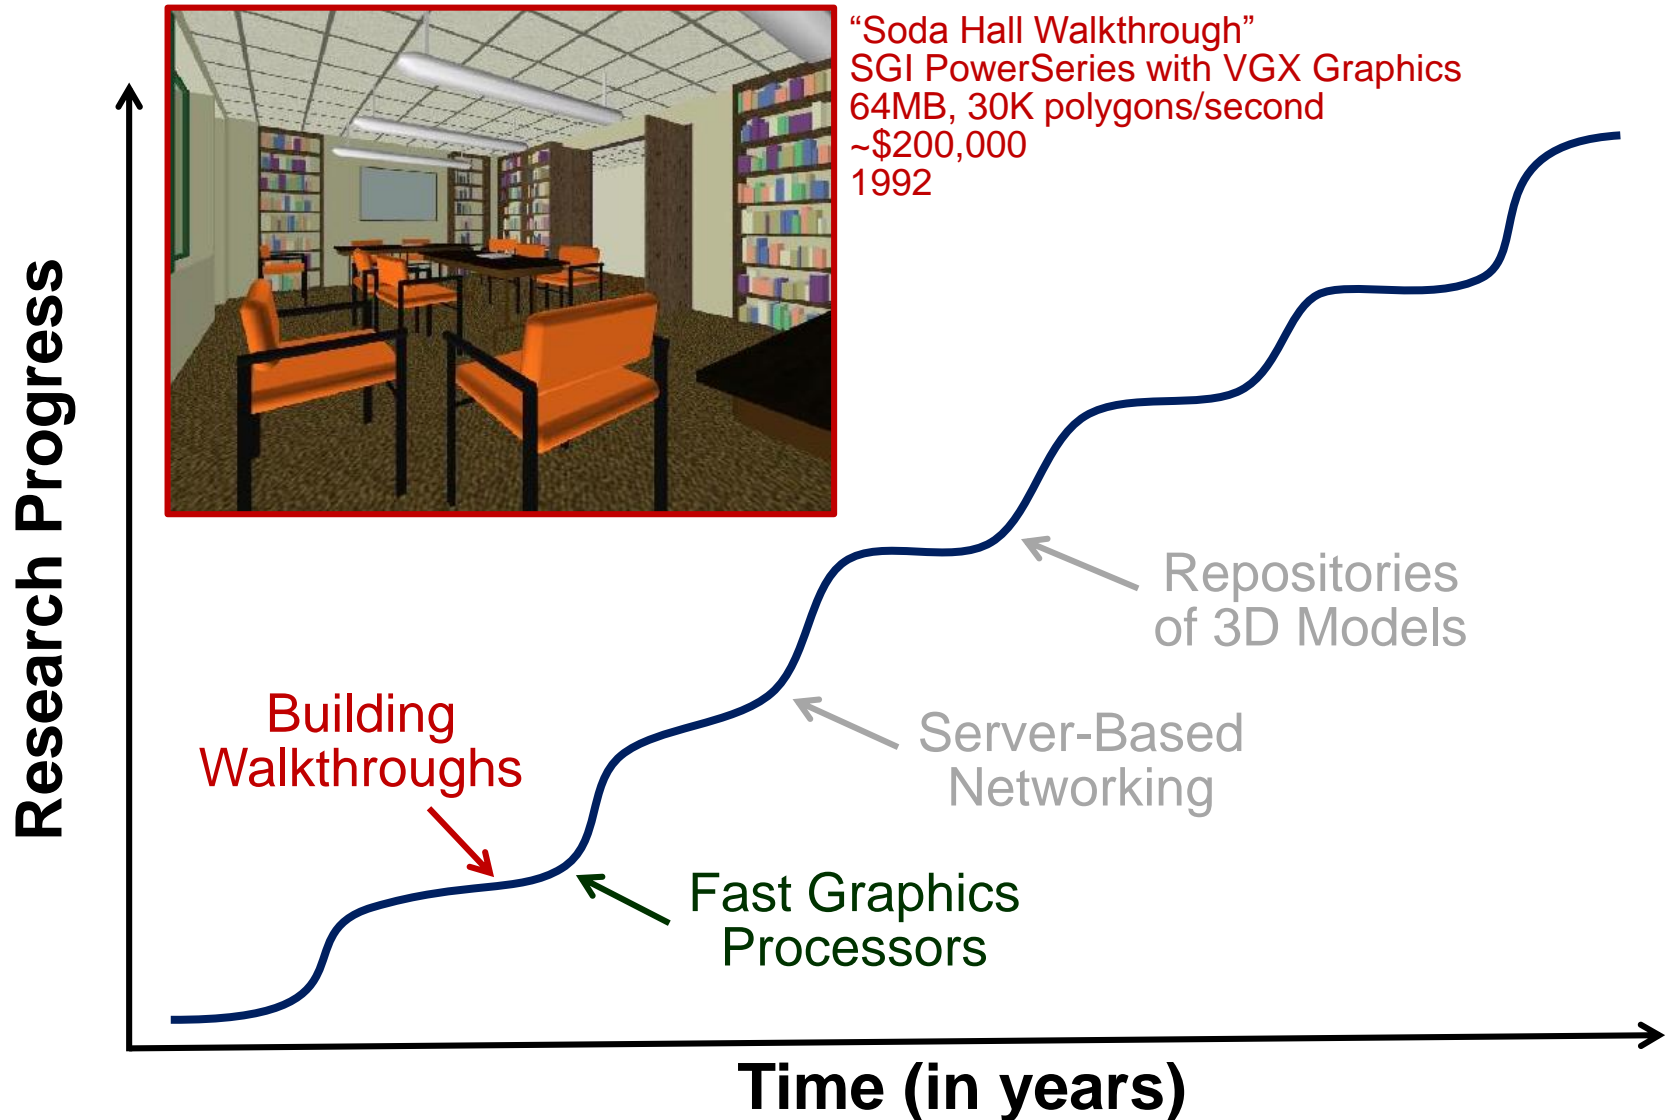 “Soda Hall Walkthrough”
SGI PowerSeries with VGX Graphics
64MB, 30K polygons/second
~$200,000
1992
Research Progress
Repositories
of 3D Models
Building
Walkthroughs
Server-Based
Networking
Fast Graphics
Processors
Time (in years)